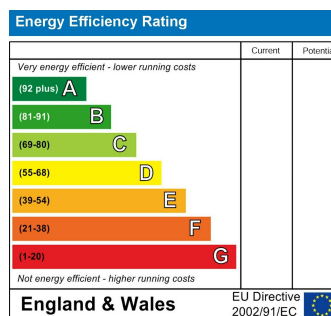 Energy Efficiency Rating
Current Potentia
Very energy efficient - lower running costs
(92 plus) A
(81-91) B
(69-80) C
(55-68) D
(39-54) E
(21-38) F
(1-20) G
Not energy efficient - higher running costs
England & Wales
EU Directive
2002/91/EC